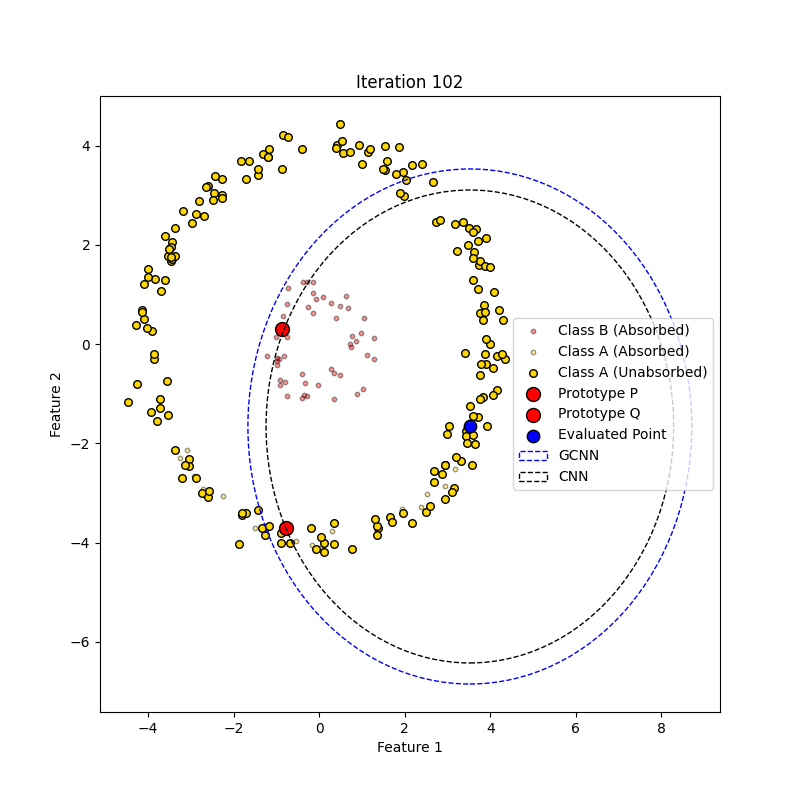 Iteration 102
4
2
0
−2
−4
−6
Feature 2
Class B (Absorbed)
Class A (Absorbed)
Class A (Unabsorbed)
Prototype P
Prototype Q
Evaluated Point
GCNN
CNN
−4 −2 0 2 4 6 8
Feature 1